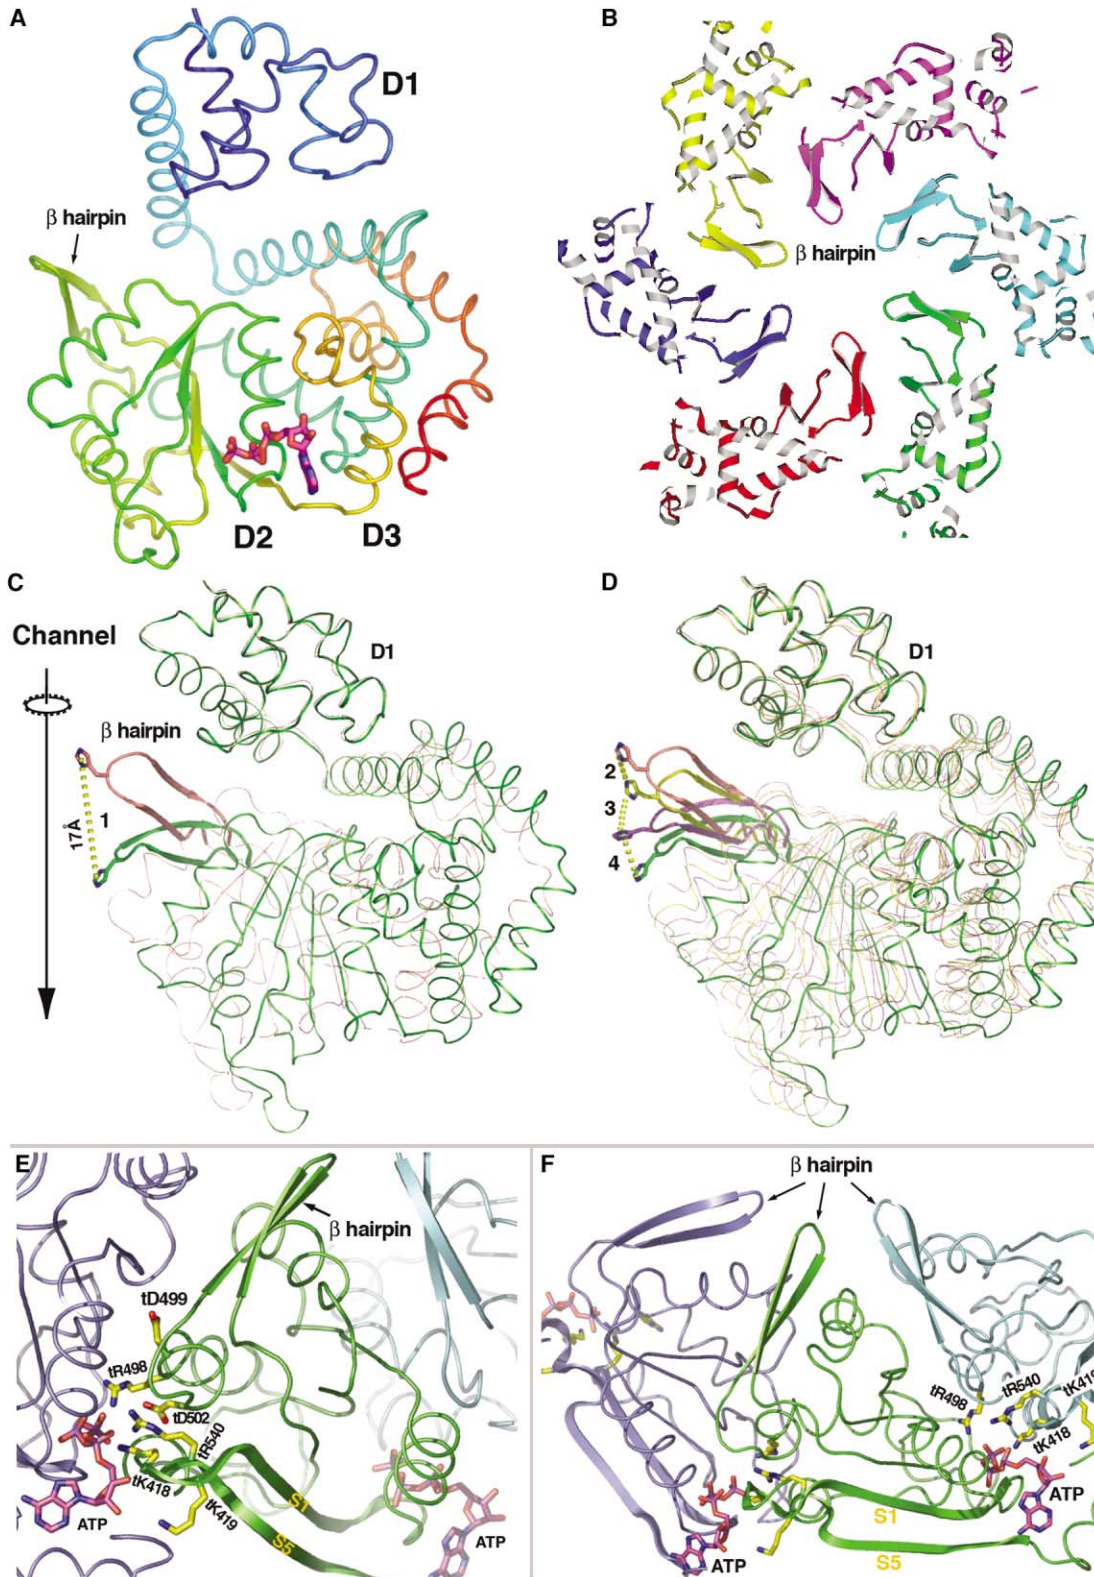 A
D1
β hairpin
D2
D3
B
β hairpin
C
Channel
D1
β hairpin
17Å
1
D
D1
2
3
4
E
β hairpin
tD499
tR498
tD502
tR540
tK418
tK419
ATP
S1
S5
ATP
F
β hairpin
tR498
tR540
tK419
tK418
ATP
S1
S5
ATP